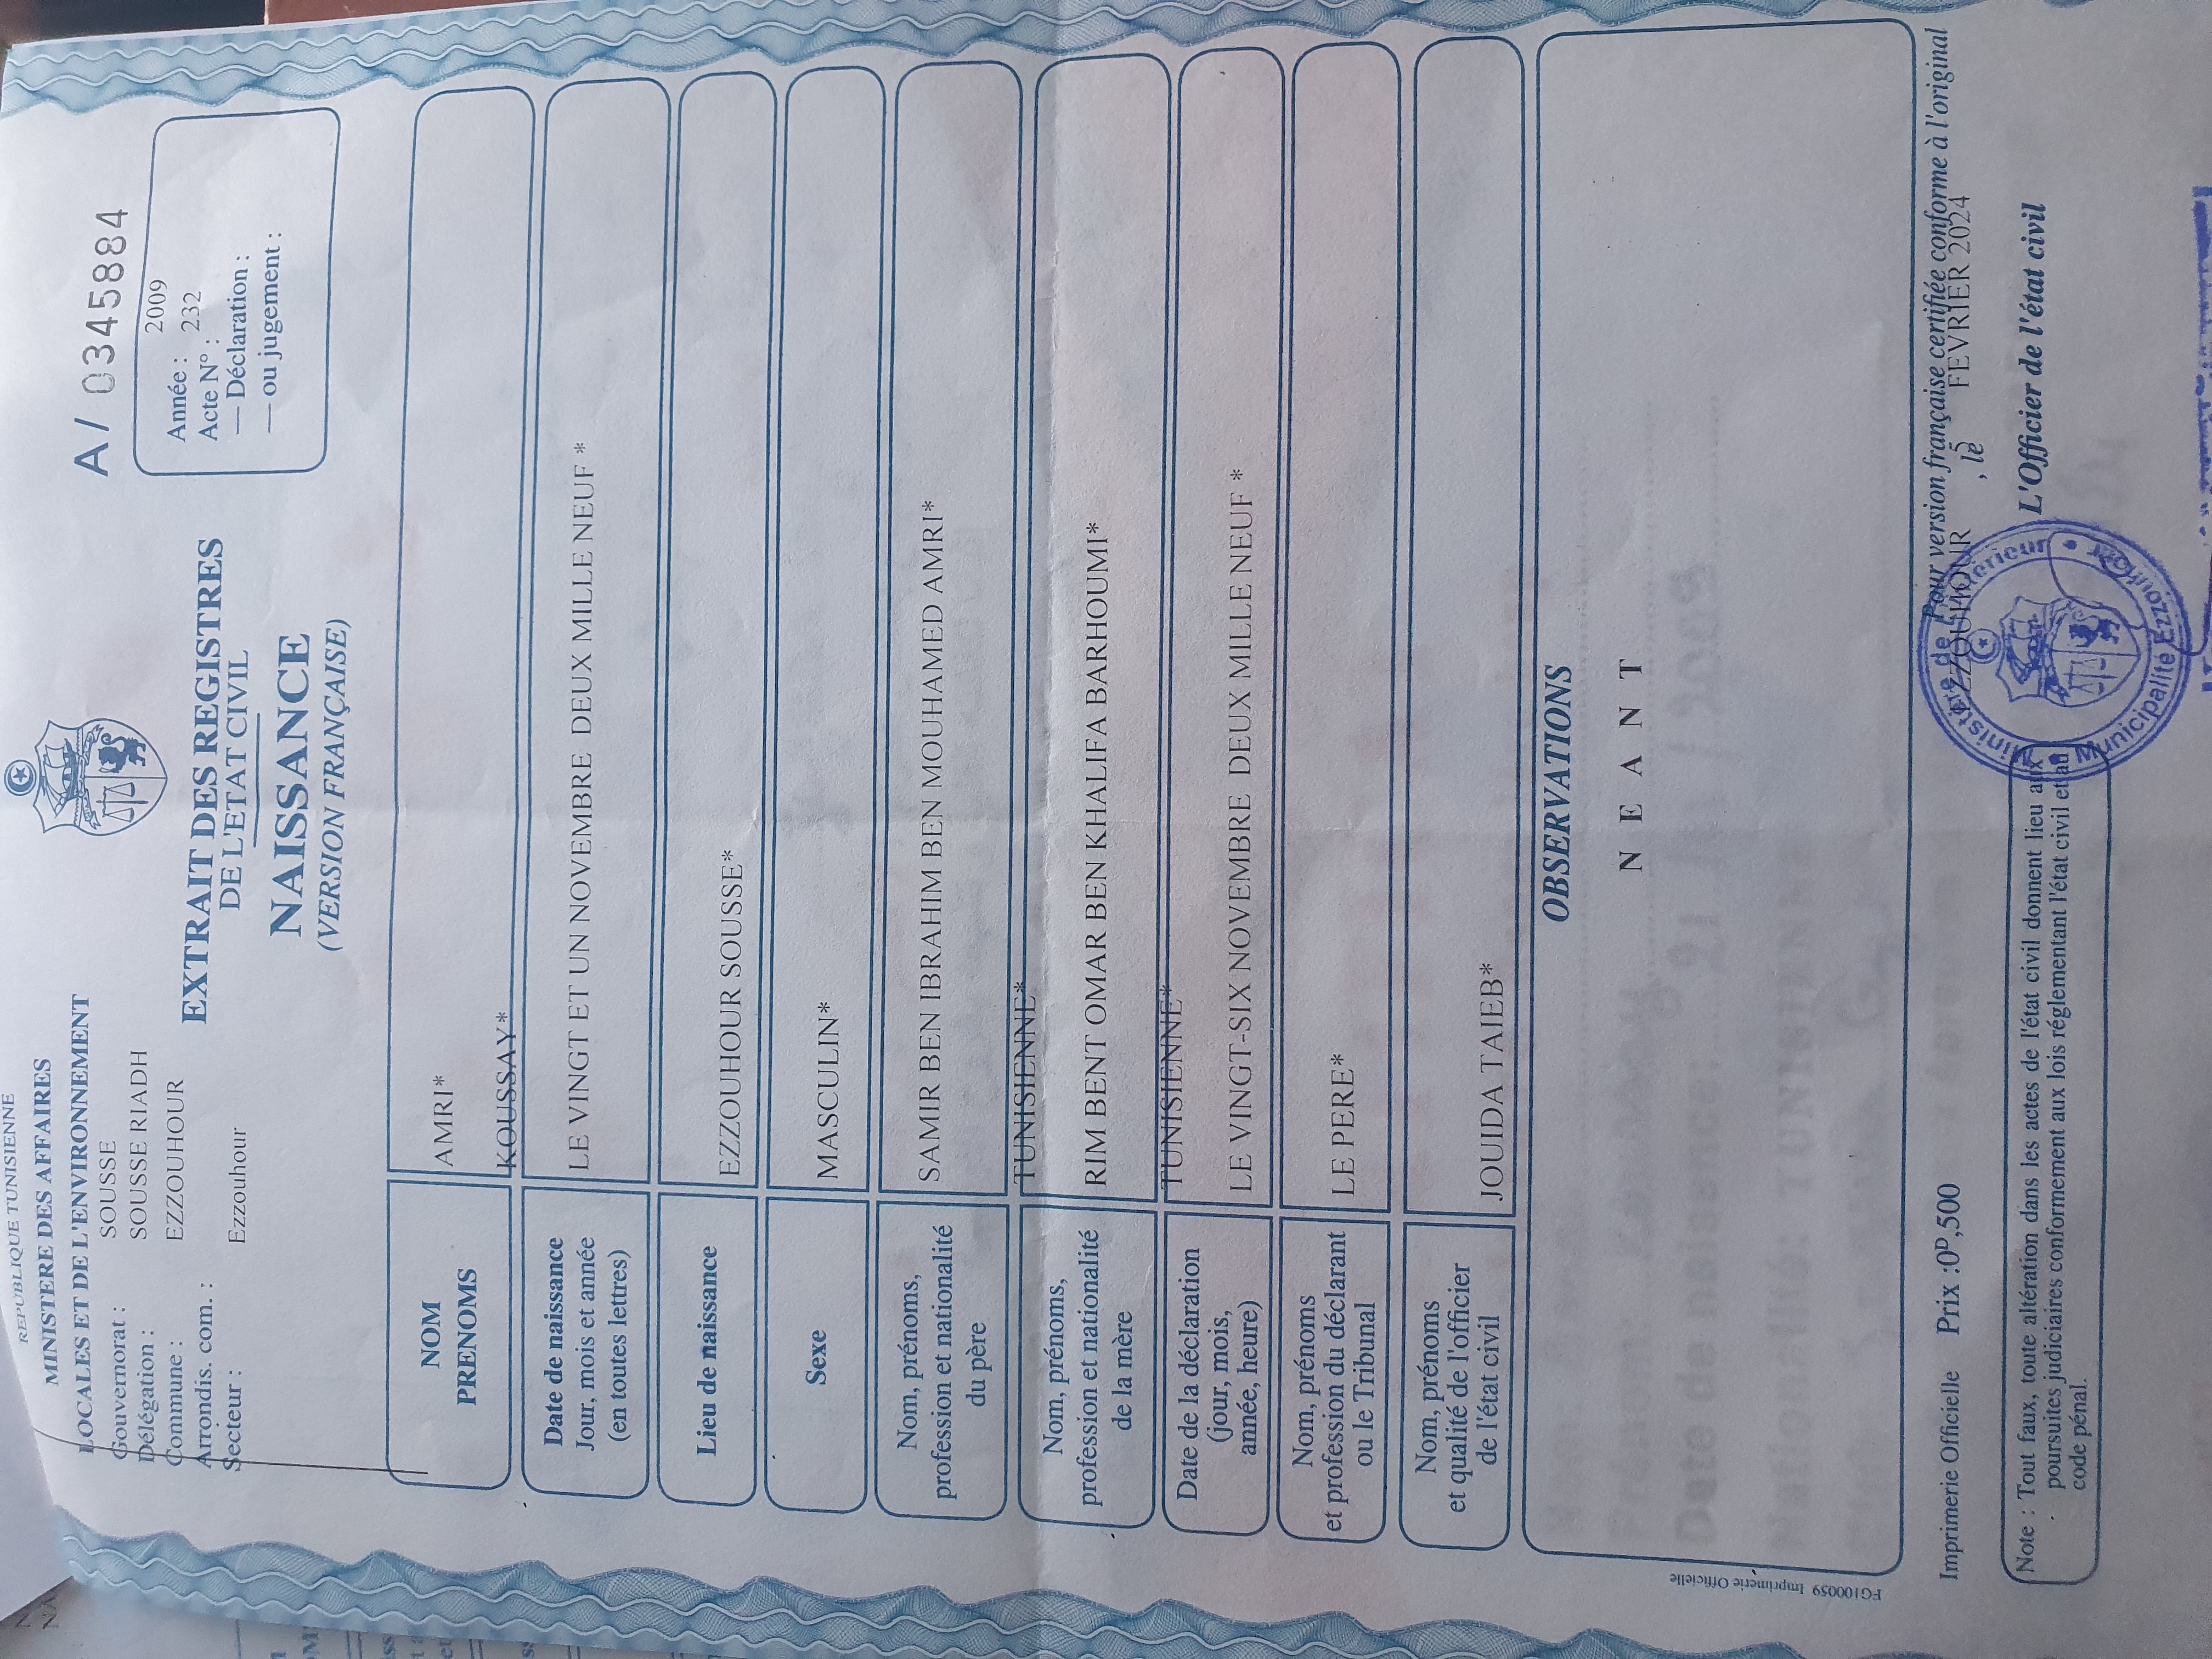 REPUBLIQUE TUNISIENNE
MINISTERE DES AFFAIRES
LOCALES ET DE L'ENVIRONNEMENT
Gouvernorat : SOUSSE
Délégation : SOUSSE RIADH
Commune : EZZOUHOUR
Arrondis. com. :
Secteur : Ezzouhour
A/ 0345884
Année : 2009
Acte N° : 232
— Déclaration :
— ou jugement :
EXTRAIT DES REGISTRES
DE L'ETAT CIVIL
NAISSANCE
(VERSION FRANÇAISE)
NOM
PRENOMS
AMRI*
KOUSSAY*
Date de naissance
Jour, mois et année
(en toutes lettres)
LE VINGT ET UN NOVEMBRE DEUX MILLE NEUF *
Lieu de naissance
EZZOUHOUR SOUSSE*
Sexe
MASCULIN*
Nom, prénoms,
profession et nationalité
du père
SAMIR BEN IBRAHIM BEN MOUHAMED AMRI*
TUNISIENNE*
Nom, prénoms,
profession et nationalité
de la mère
RIM BENT OMAR BEN KHALIFA BARHOUMI*
TUNISIENNE*
Date de la déclaration
(jour, mois,
année, heure)
LE VINGT-SIX NOVEMBRE DEUX MILLE NEUF *
Nom, prénoms
et profession du déclarant
ou le Tribunal
LE PERE*
Nom, prénoms
et qualité de l'officier
de l'état civil
JOUIDA TAIEB*
OBSERVATIONS
N E A N T
FG100059 Imprimerie Officielle
Imprimerie Officielle Prix :0ᴰ,500
Pour version française certifiée conforme à l'original
EZZOUHOUR , le 5 FEVRIER 2024
L'Officier de l'état civil
Ministère de l'Intérieur
Municipalité Ezzouhour
Note : Tout faux, toute altération dans les actes de l'état civil donnent lieu aux
poursuites judiciaires conformement aux lois réglementant l'état civil et au
code pénal.